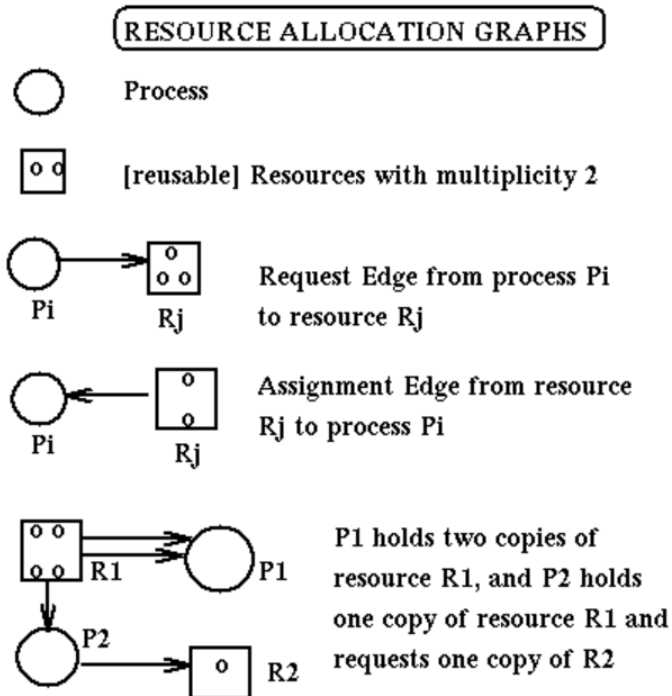 RESOURCE ALLOCATION GRAPHS
Process
o o
[reusable] Resources with multiplicity 2
o
o o
Pi
Rj
Request Edge from process Pi
to resource Rj
o
o
Pi
Rj
Assignment Edge from resource
Rj to process Pi
o o
o o
R1
P1
P2
o
R2
P1 holds two copies of
resource R1, and P2 holds
one copy of resource R1 and
requests one copy of R2